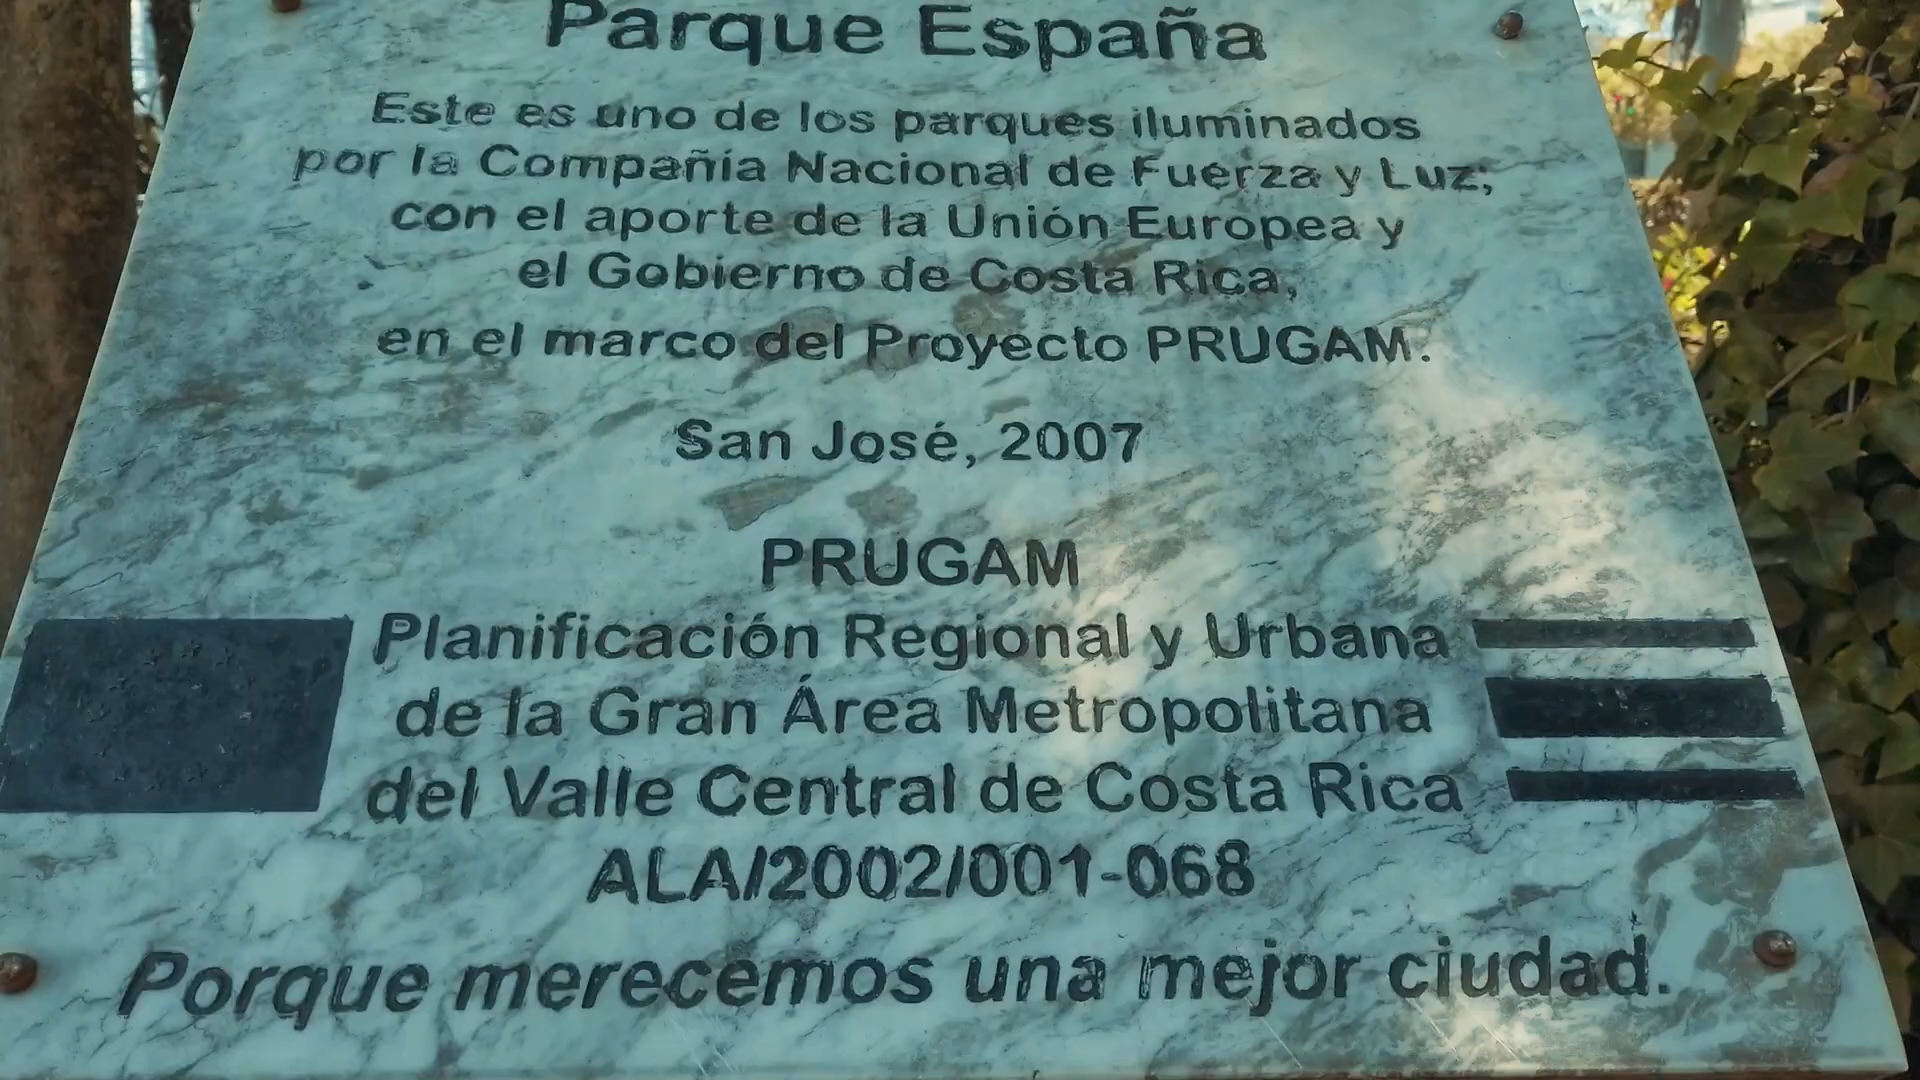 Parque España
Este es uno de los parques iluminados
por la Compañía Nacional de Fuerza y Luz,
con el aporte de la Unión Europea y
el Gobierno de Costa Rica,
en el marco del Proyecto PRUGAM.
San José, 2007
PRUGAM
Planificación Regional y Urbana
de la Gran Área Metropolitana
del Valle Central de Costa Rica
ALA/2002/001-068
Porque merecemos una mejor ciudad.